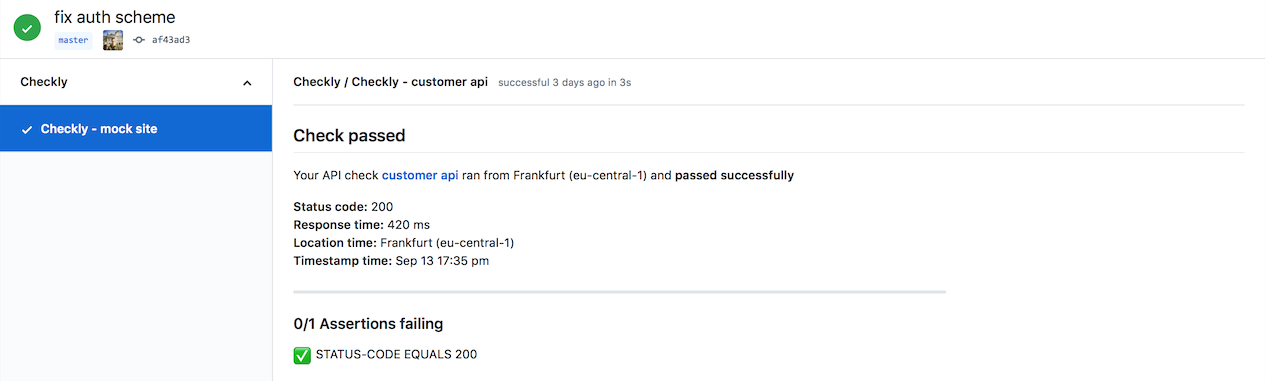 fix auth scheme
master af43ad3
Checkly
Checkly - mock site
Checkly / Checkly - customer api successful 3 days ago in 3s
Check passed
Your API check customer api ran from Frankfurt (eu-central-1) and passed successfully
Status code: 200
Response time: 420 ms
Location time: Frankfurt (eu-central-1)
Timestamp time: Sep 13 17:35 pm
0/1 Assertions failing
STATUS-CODE EQUALS 200